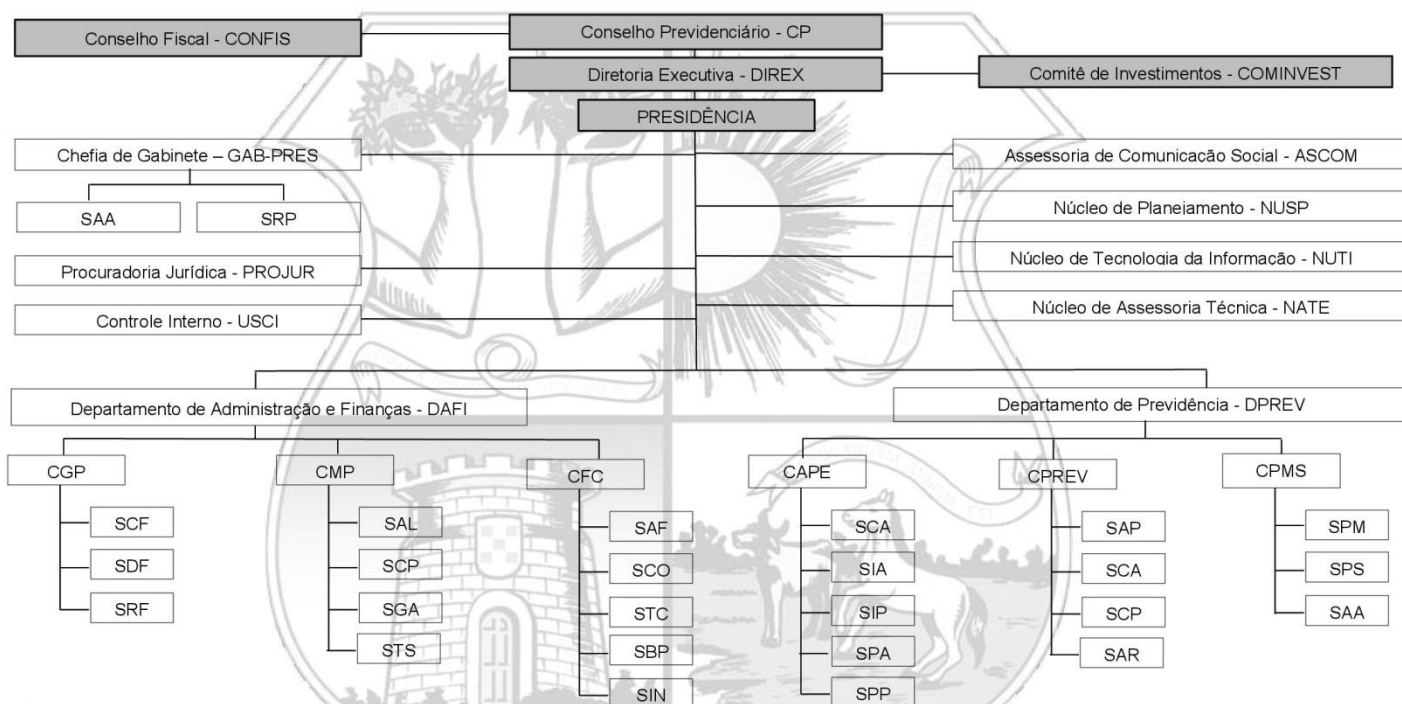 Conselho Fiscal - CONFIS
Conselho Previdenciário - CP
Diretoria Executiva - DIREX
Comitê de Investimentos - COMINVEST
PRESIDÊNCIA
Chefia de Gabinete – GAB-PRES
Assessoria de Comunicação Social - ASCOM
SAA
SRP
Núcleo de Planejamento - NUSP
Procuradoria Jurídica - PROJUR
Núcleo de Tecnologia da Informação - NUTI
Controle Interno - USCI
Núcleo de Assessoria Técnica - NATE
Departamento de Administração e Finanças - DAFI
Departamento de Previdência - DPREV
CGP
SCF
SDF
SRF
CMP
SAL
SCP
SGA
STS
CFC
SAF
SCO
STC
SBP
SIN
CAPE
SCA
SIA
SIP
SPA
SPP
CPREV
SAP
SCA
SCP
SAR
CPMS
SPM
SPS
SAA